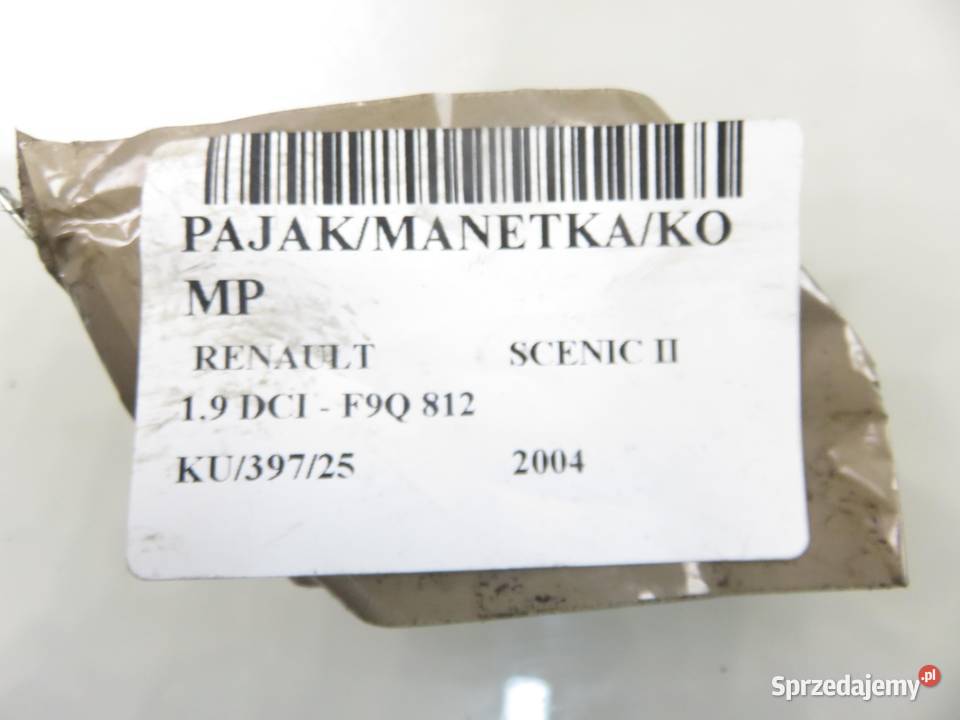 PAJAK/MANETKA/KO
MP
RENAULT SCENIC II
1.9 DCI - F9Q 812
KU/397/25 2004
Sprzedajemy.pl